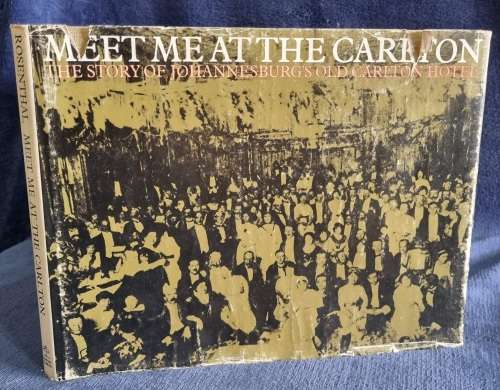 MEET ME AT THE CARLTON
THE STORY OF JOHANNESBURG'S OLD CARLTON HOTEL
ROSENTHAL MEET ME AT THE CARLTON